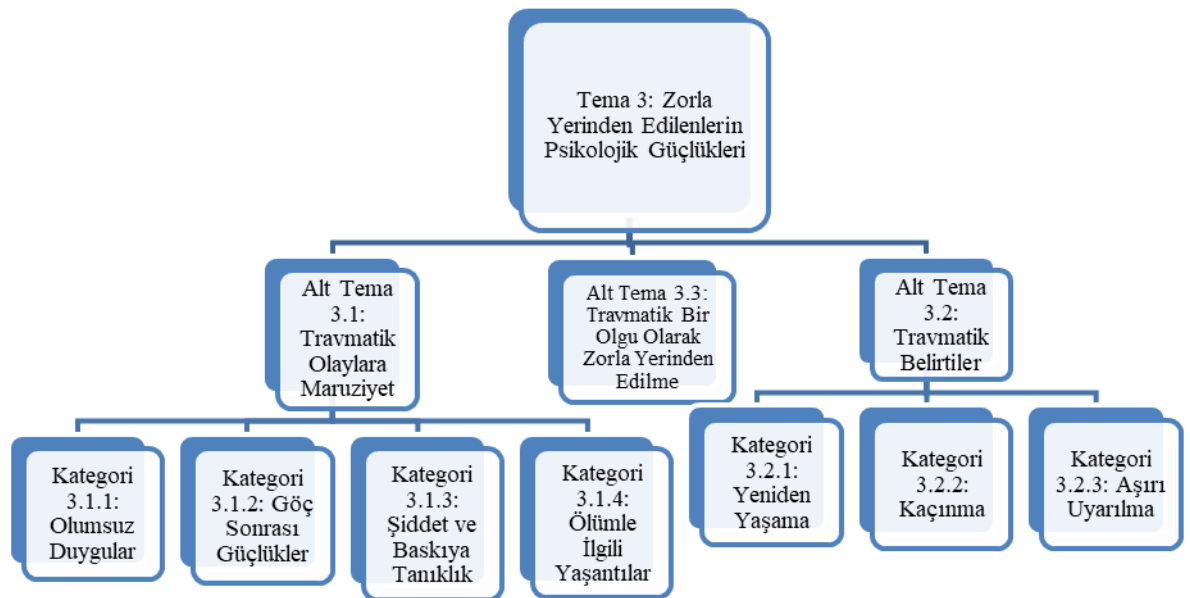 Tema 3: Zorla
Yerinden Edilenlerin
Psikolojik Güçlükleri
Alt Tema
3.1:
Travmatik
Olaylara
Maruziyet
Alt Tema 3.3:
Travmatik Bir
Olgu Olarak
Zorla Yerinden
Edilme
Alt Tema
3.2:
Travmatik
Belirtiler
Kategori
3.1.1:
Olumsuz
Duygular
Kategori
3.1.2: Göç
Sonrası
Güçlükler
Kategori
3.1.3:
Şiddet ve
Baskıya
Tanıklık
Kategori
3.1.4:
Ölümle
İlgili
Yaşantılar
Kategori
3.2.1:
Yeniden
Yaşama
Kategori
3.2.2:
Kaçınma
Kategori
3.2.3: Aşırı
Uyarılma